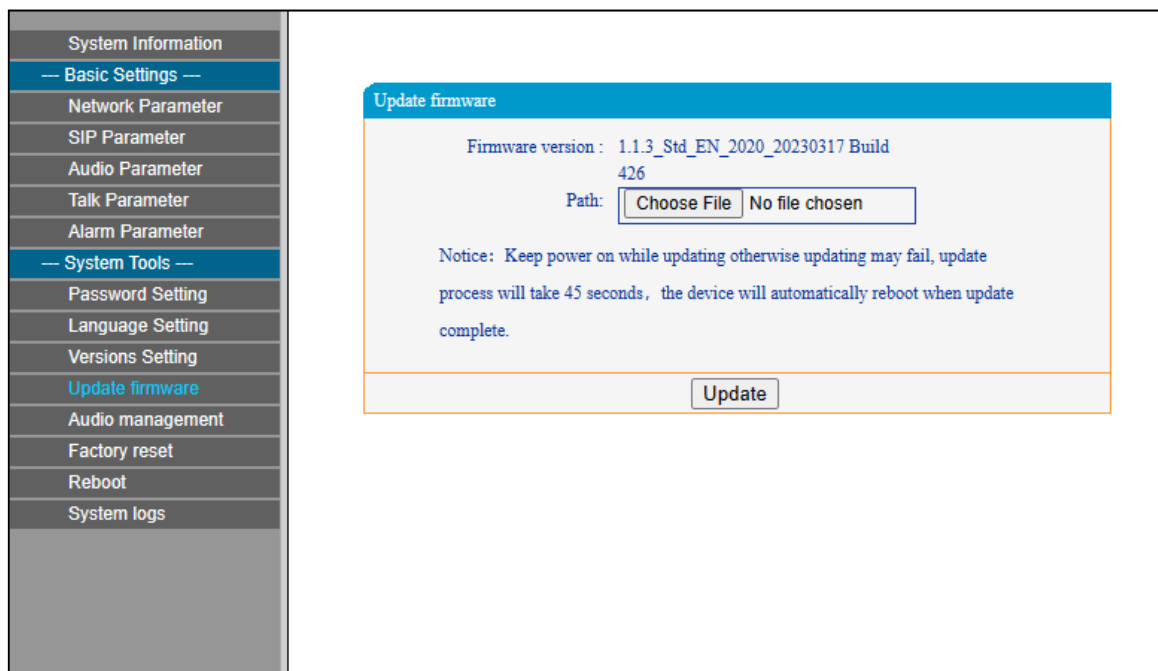 System Information
--- Basic Settings ---
Network Parameter
SIP Parameter
Audio Parameter
Talk Parameter
Alarm Parameter
--- System Tools ---
Password Setting
Language Setting
Versions Setting
Update firmware
Audio management
Factory reset
Reboot
System logs
Update firmware
Firmware version : 1.1.3_Std_EN_2020_20230317 Build
426
Path: Choose File No file chosen
Notice：Keep power on while updating otherwise updating may fail, update
process will take 45 seconds，the device will automatically reboot when update
complete.
Update